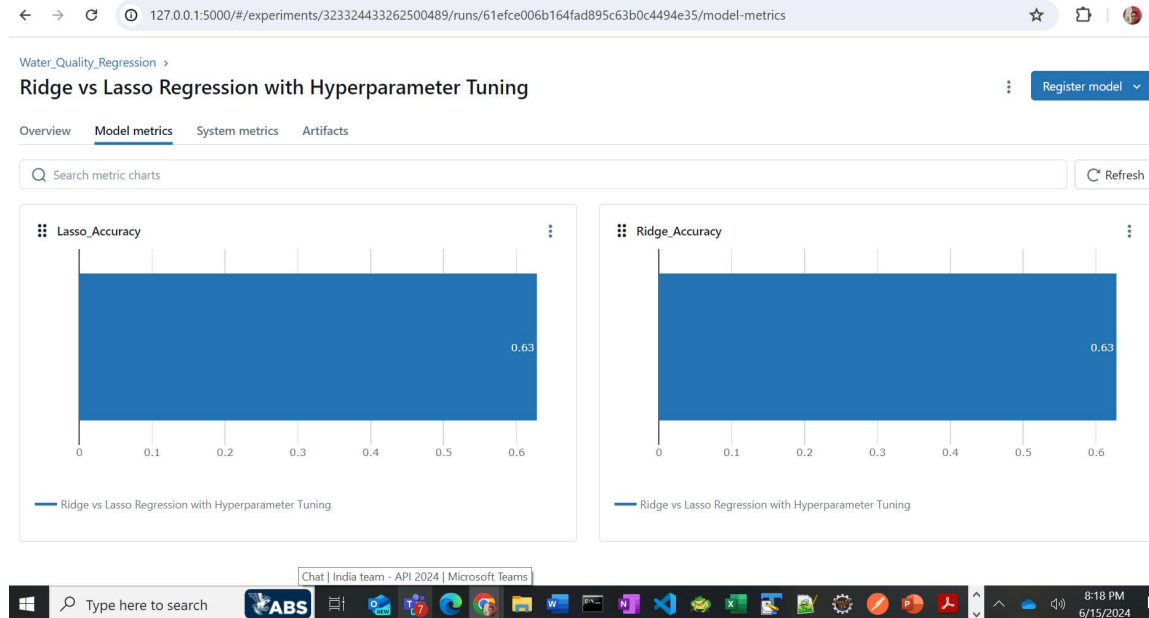 127.0.0.1:5000/#/experiments/323324433262500489/runs/61efce006b164fad895c63b0c4494e35/model-metrics
Water_Quality_Regression >
Ridge vs Lasso Regression with Hyperparameter Tuning
Register model
Overview Model metrics System metrics Artifacts
Search metric charts
Refresh
Lasso_Accuracy
0.63
0 0.1 0.2 0.3 0.4 0.5 0.6
Ridge vs Lasso Regression with Hyperparameter Tuning
Ridge_Accuracy
0.63
0 0.1 0.2 0.3 0.4 0.5 0.6
Ridge vs Lasso Regression with Hyperparameter Tuning
Chat | India team - API 2024 | Microsoft Teams
Type here to search
ABS
NEW
7
8:18 PM
6/15/2024